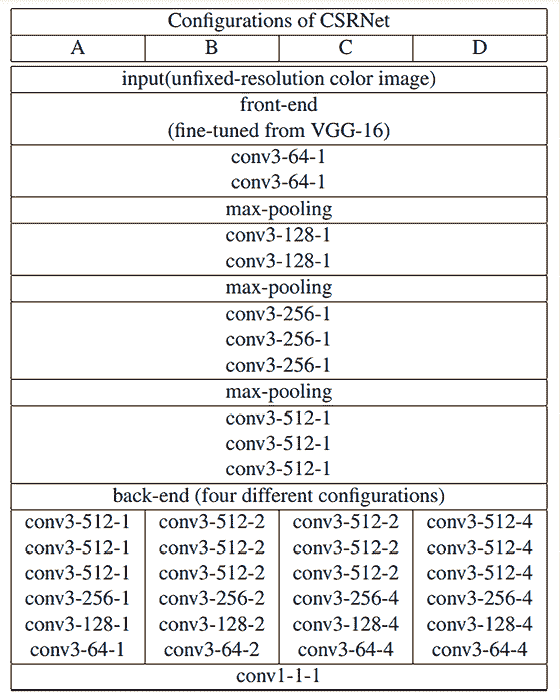 Configurations of CSRNet
A B C D
input(unfixed-resolution color image)
front-end
(fine-tuned from VGG-16)
conv3-64-1
conv3-64-1
max-pooling
conv3-128-1
conv3-128-1
max-pooling
conv3-256-1
conv3-256-1
conv3-256-1
max-pooling
conv3-512-1
conv3-512-1
conv3-512-1
back-end (four different configurations)
conv3-512-1 conv3-512-2 conv3-512-2 conv3-512-4
conv3-512-1 conv3-512-2 conv3-512-2 conv3-512-4
conv3-512-1 conv3-512-2 conv3-512-2 conv3-512-4
conv3-256-1 conv3-256-2 conv3-256-4 conv3-256-4
conv3-128-1 conv3-128-2 conv3-128-4 conv3-128-4
conv3-64-1 conv3-64-2 conv3-64-4 conv3-64-4
conv1-1-1